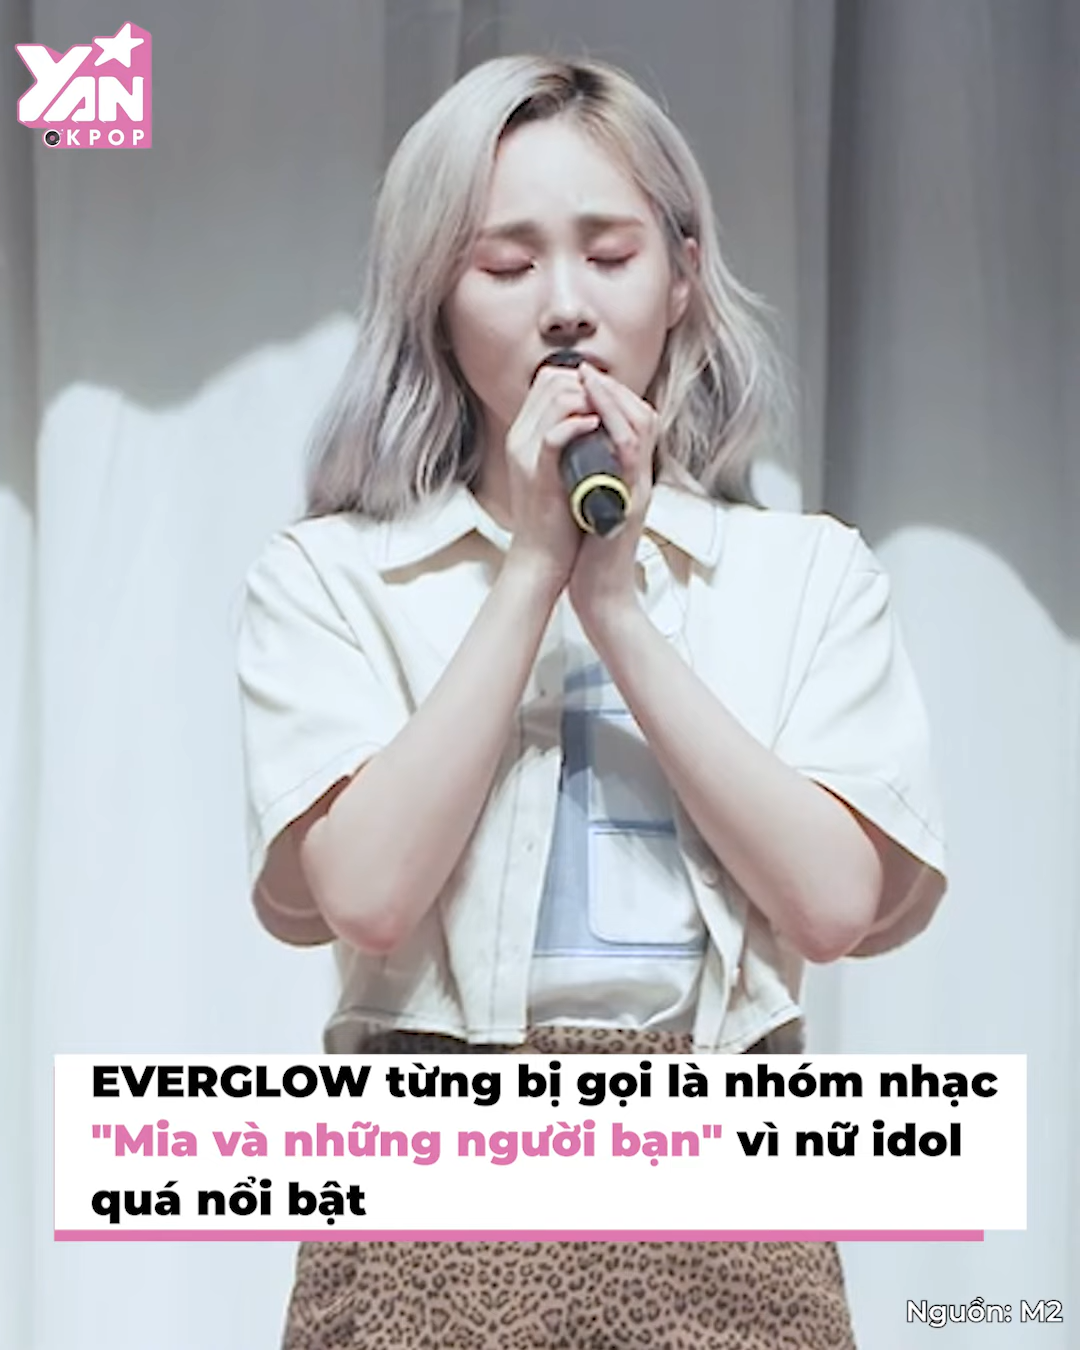 YAN
KPOP
EVERGLOW từng bị gọi là nhóm nhạc
"Mia và những người bạn" vì nữ idol
quá nổi bật
Nguồn: M2